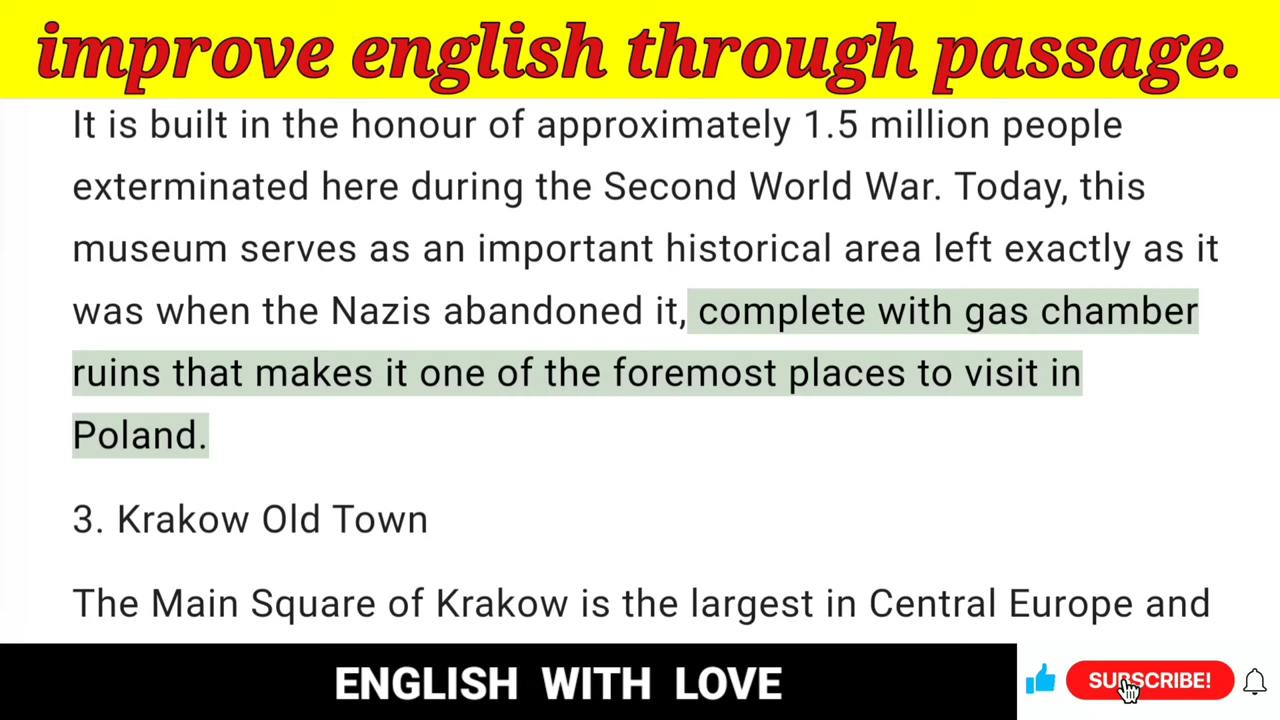 improve english through passage.
It is built in the honour of approximately 1.5 million people
exterminated here during the Second World War. Today, this
museum serves as an important historical area left exactly as it
was when the Nazis abandoned it, complete with gas chamber
ruins that makes it one of the foremost places to visit in
Poland.
3. Krakow Old Town
The Main Square of Krakow is the largest in Central Europe and
ENGLISH WITH LOVE
SUBSCRIBE!